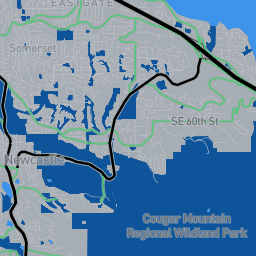 EASTGATE
Somerset
SE 60th St
Newcastle
Cougar Mountain
Regional Wildland Park